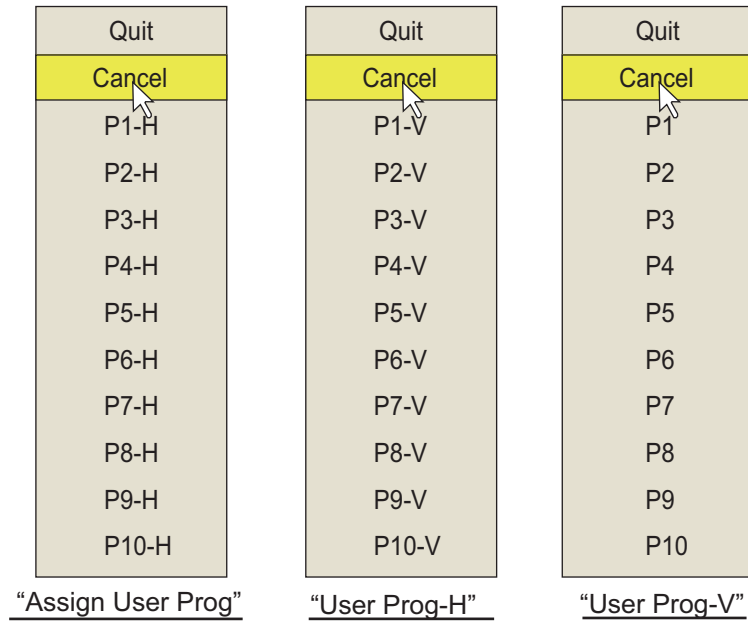 Quit
Cancel
P1-H
P2-H
P3-H
P4-H
P5-H
P6-H
P7-H
P8-H
P9-H
P10-H
“Assign User Prog”
Quit
Cancel
P1-V
P2-V
P3-V
P4-V
P5-V
P6-V
P7-V
P8-V
P9-V
P10-V
“User Prog-H”
Quit
Cancel
P1
P2
P3
P4
P5
P6
P7
P8
P9
P10
“User Prog-V”